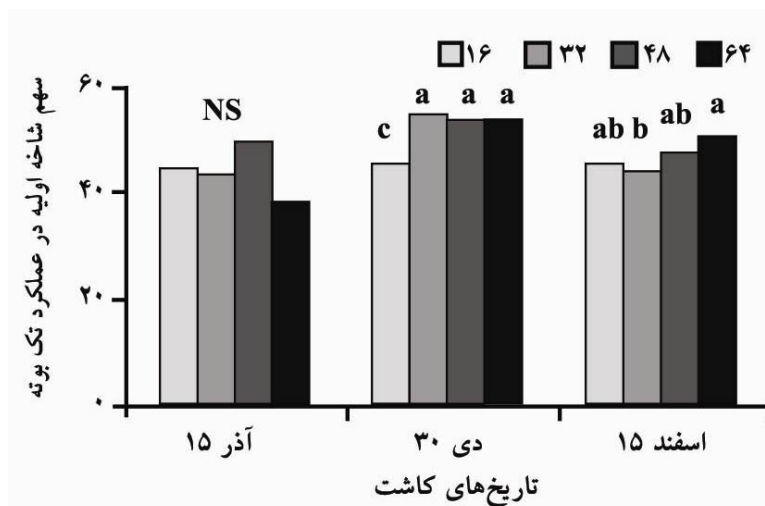 ۱۶ ۳۲ ۴۸ ۶۴
سهم شاخه اولیه در عملکرد تک بوته
۶۰
۴۰
۲۰
۰
NS
c a a a
ab b ab a
۱۵ آذر
۳۰ دی
۱۵ اسفند
تاریخ‌های کاشت